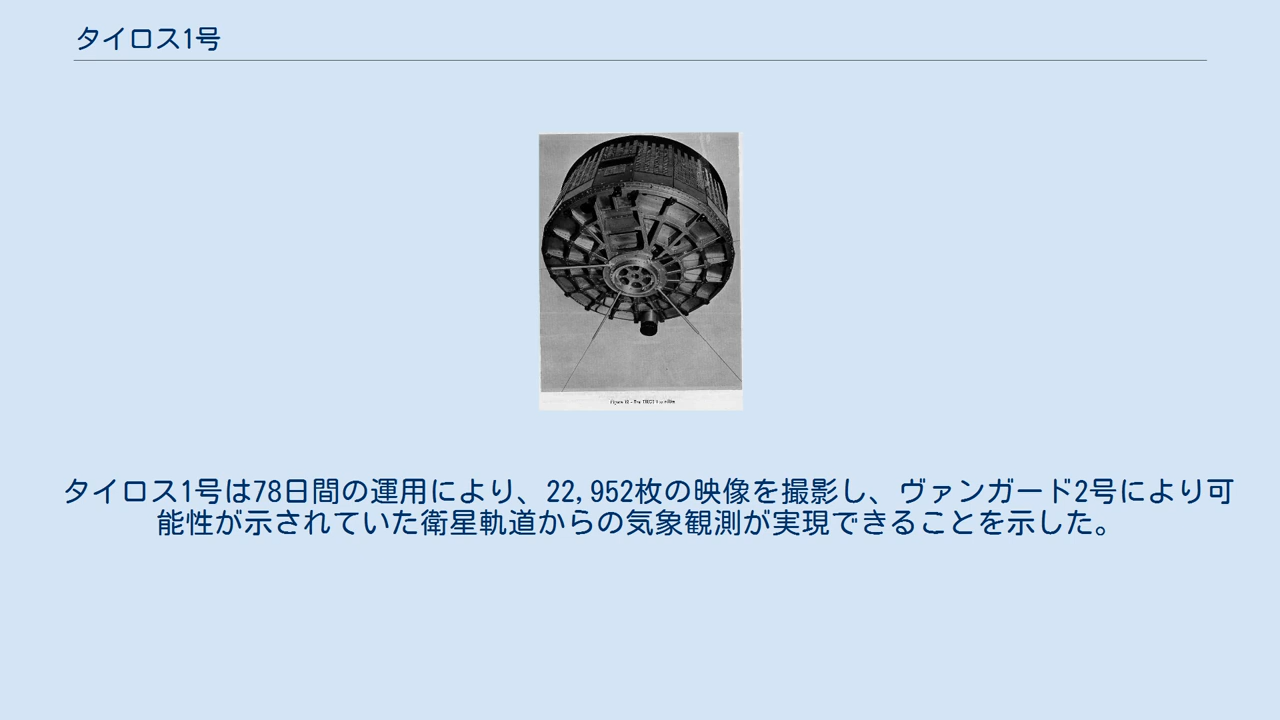 タイロス1号
タイロス1号は78日間の運用により、22,952枚の映像を撮影し、ヴァンガード2号により可
能性が示されていた衛星軌道からの気象観測が実現できることを示した。